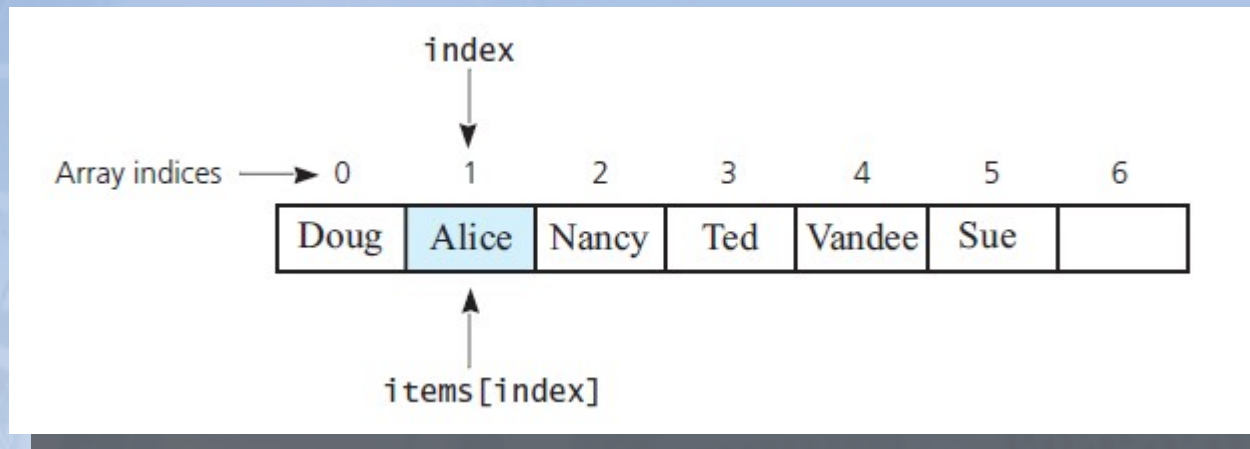 index
Array indices 0 1 2 3 4 5 6
Doug Alice Nancy Ted Vandee Sue
items[index]